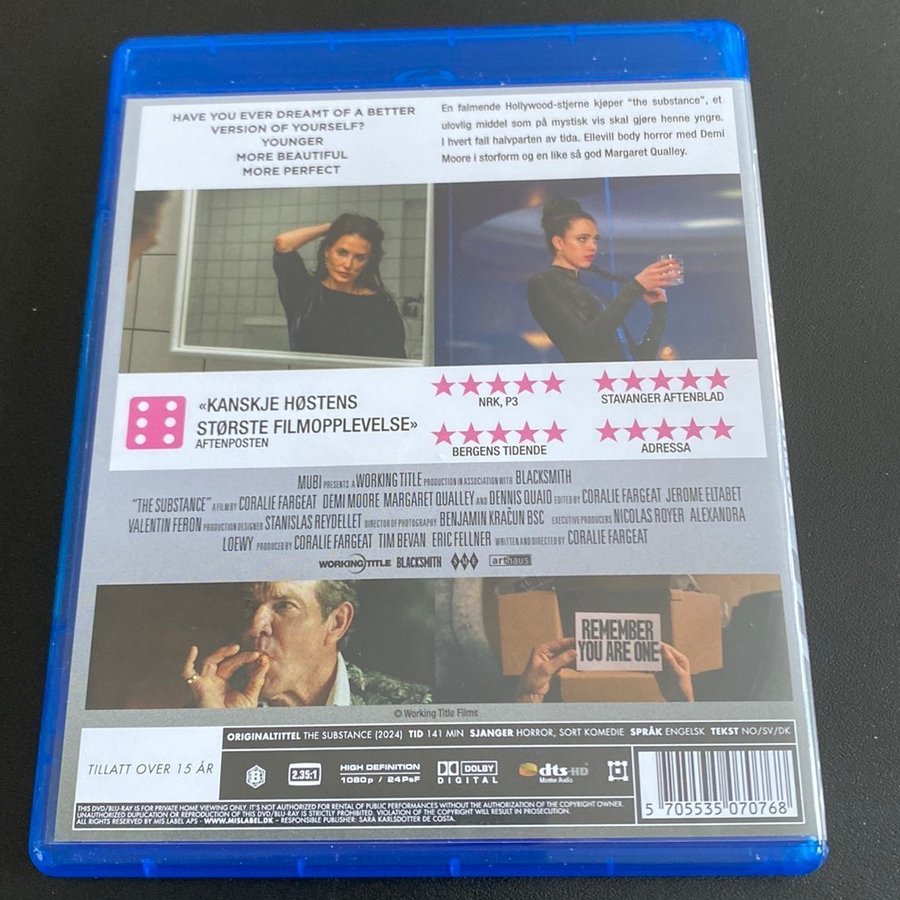 HAVE YOU EVER DREAMT OF A BETTER
VERSION OF YOURSELF?
YOUNGER
MORE BEAUTIFUL
MORE PERFECT
En falmende Hollywood-stjerne kjøper "the substance", et
ulovlig middel som på mystisk vis skal gjøre henne yngre.
I hvert fall halvparten av tida. Ellevill body horror med Demi
Moore i storform og en like så god Margaret Qualley.
«KANSKJE HØSTENS
STØRSTE FILMOPPLEVELSE»
AFTENPOSTEN
NRK, P3
STAVANGER AFTENBLAD
BERGENS TIDENDE
ADRESSA
MUBI PRESENTS A WORKING TITLE PRODUCTION IN ASSOCIATION WITH BLACKSMITH
"THE SUBSTANCE" A FILM BY CORALIE FARGEAT DEMI MOORE MARGARET QUALLEY AND DENNIS QUAID EDITED BY CORALIE FARGEAT JEROME ELTABET
VALENTIN FERON PRODUCTION DESIGNER STANISLAS REYDELLET DIRECTOR OF PHOTOGRAPHY BENJAMIN KRAČUN BSC EXECUTIVE PRODUCERS NICOLAS ROYER ALEXANDRA
LOEWY PRODUCED BY CORALIE FARGEAT TIM BEVAN ERIC FELLNER WRITTEN AND DIRECTED BY CORALIE FARGEAT
WORKING TITLE BLACKSMITH arthaus
REMEMBER
YOU ARE ONE
© Working Title Films
ORIGINALTITTEL THE SUBSTANCE (2024) TID 141 MIN SJANGER HORROR, SORT KOMEDIE SPRÅK ENGELSK TEKST NO/SV/DK
TILLATT OVER 15 ÅR
B
2.35:1
HIGH DEFINITION
1080p / 24PsF
DOLBY
DIGITAL
dts-HD
Master Audio
5 705535 070768
THIS DVD/BLU-RAY IS FOR PRIVATE HOME VIEWING ONLY. IT'S NOT AUTHORIZED FOR RENTAL OF PUBLIC PERFORMANCES WITHOUT THE AUTHORIZATION OF THE COPYRIGHT OWNER.
UNAUTHORIZED DUPLICATION OR REPRODUCTION OF THIS DVD/BLU-RAY IS STRICTLY PROHIBITED. VIOLATION OF THE COPYRIGHT WILL RESULT IN PROSECUTION.
ALL RIGHTS RESERVED BY MIS LABEL APS - WWW.MISLABEL.DK - RESPONSIBLE PUBLISHER: SARA KARLSDOTTER DE COSTA.